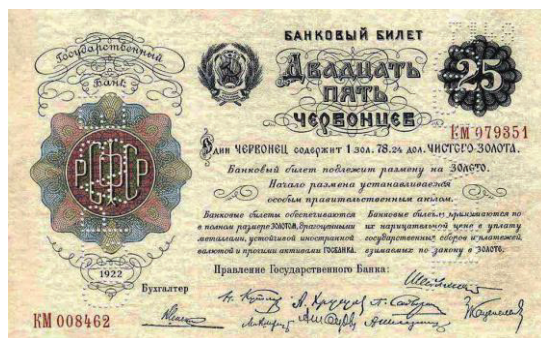 Государственный
Банк
БАНКОВЫЙ БИЛЕТ
Двадцать
пять
червонцев
25
КМ 979351
Один ЧЕРВОНЕЦ содержит 1 зол. 78.24 дол. ЧИСТОГО ЗОЛОТА.
РСФСР
Банковый билет подлежит размену на ЗОЛОТО.
Начало размена устанавливается
особым правительственным актом.
Банковые билеты обеспечиваются
в полном размере ЗОЛОТОМ, драгоценными
металлами, устойчивой иностранной
валютой и прочими активами ГОСБАНКА.
Банковые билеты принимаются по
их нарицательной цене в уплату
государственных сборов и платежей,
взимаемых по закону в ЗОЛОТЕ.
1922
Правление Государственного Банка:
Бухгалтер
КМ 008462